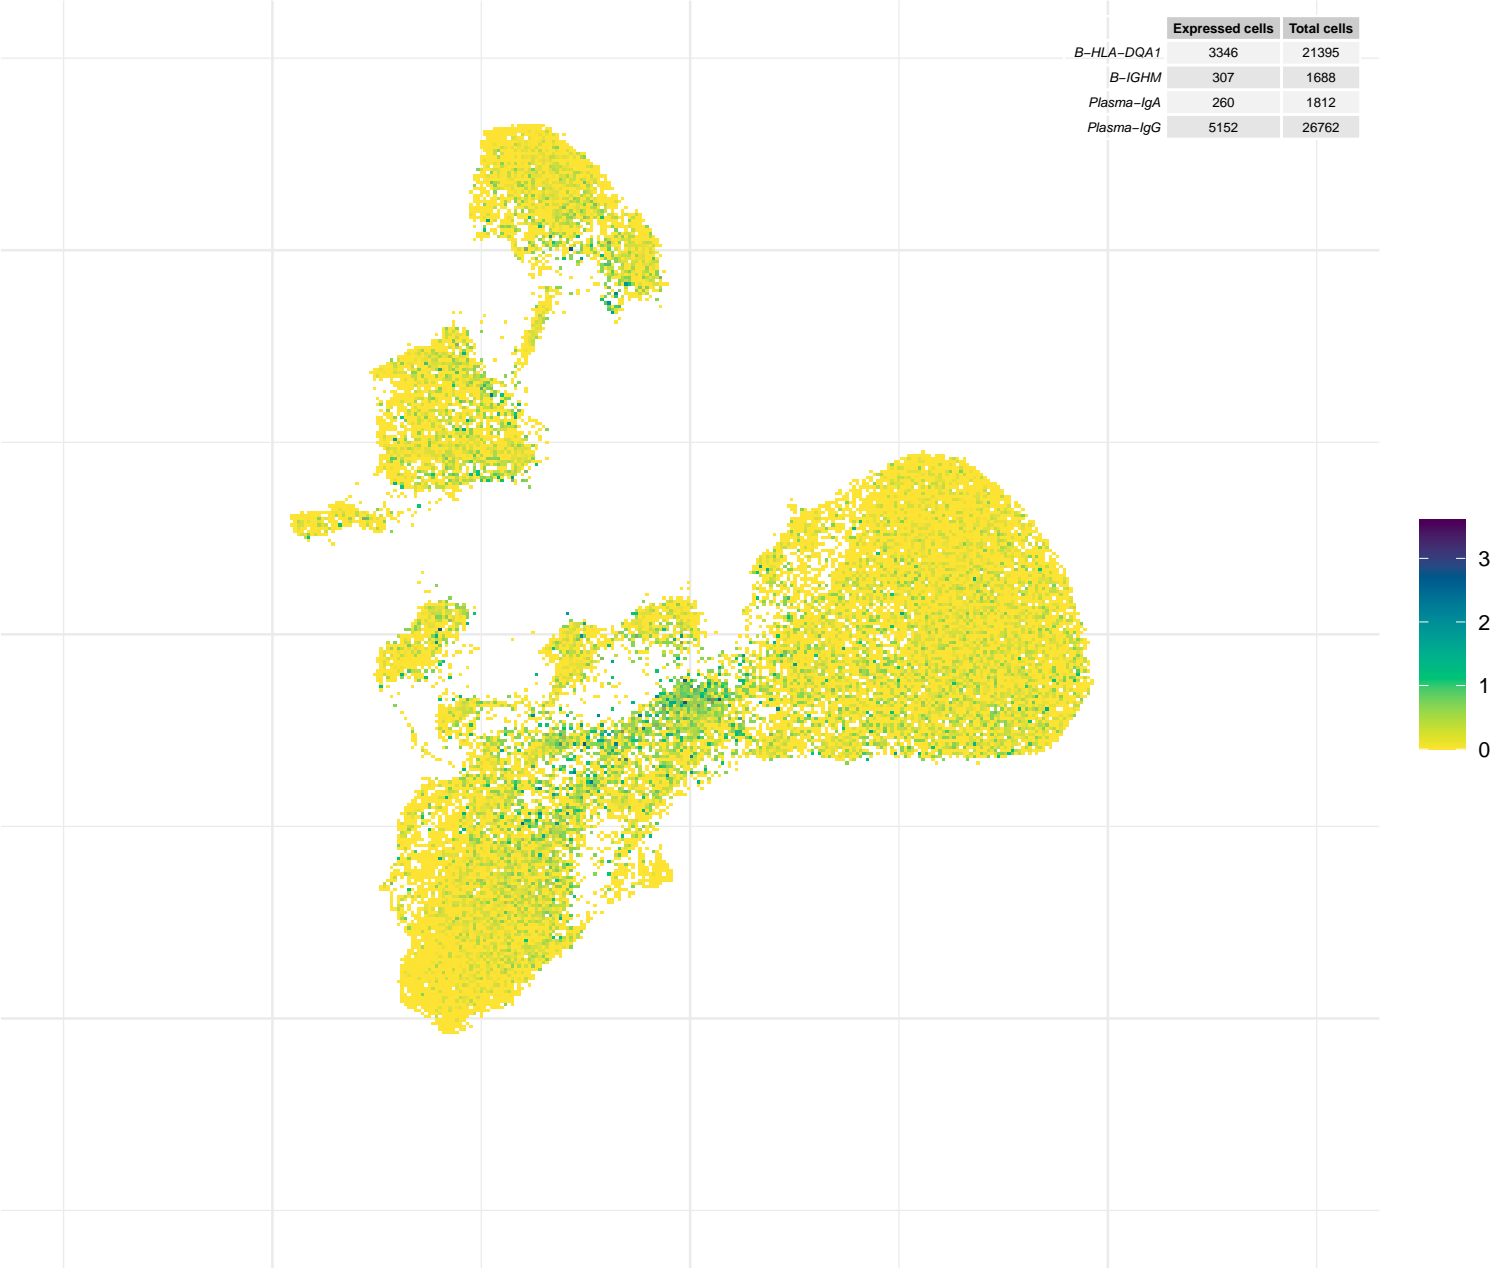 Expressed cells Total cells
B−HLA−DQA1 3346 21395
B−IGHM 307 1688
Plasma−IgA 260 1812
Plasma−IgG 5152 26762
3
2
1
0